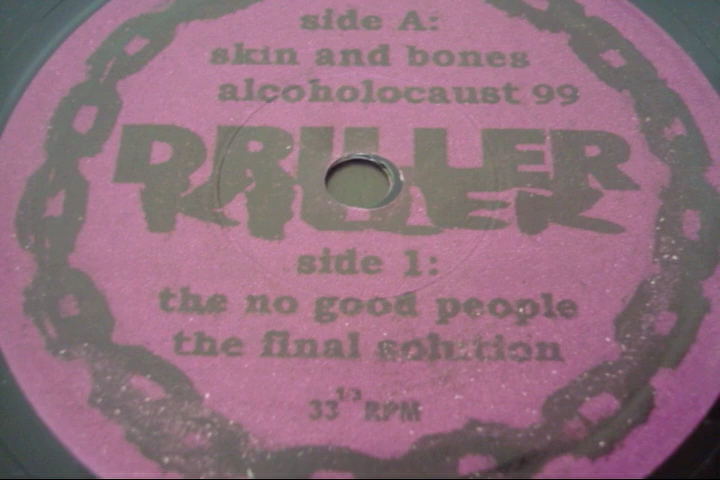 side A:
skin and bones
alcoholocaust 99
DRILLER
KILLER
side 1:
the no good people
the final solution
33 1/3 RPM